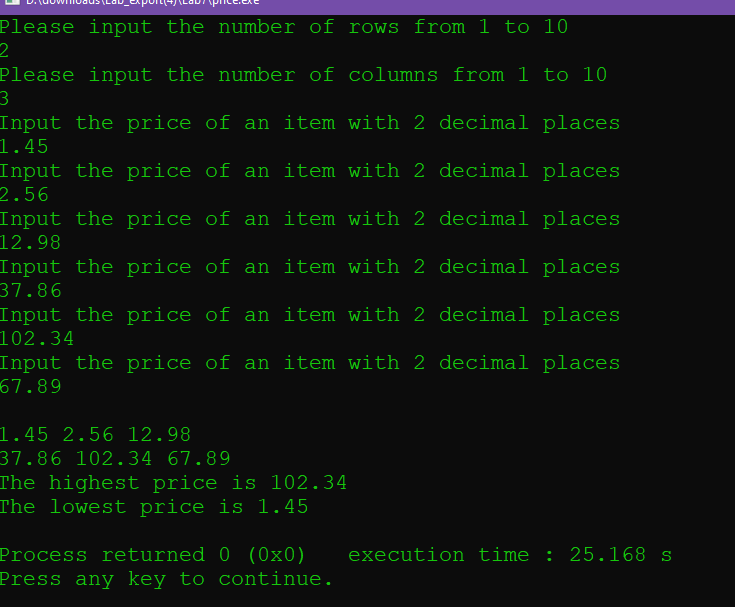 D:\downloads\Lab_export(4)\Lab7\price.exe
Please input the number of rows from 1 to 10
2
Please input the number of columns from 1 to 10
3
Input the price of an item with 2 decimal places
1.45
Input the price of an item with 2 decimal places
2.56
Input the price of an item with 2 decimal places
12.98
Input the price of an item with 2 decimal places
37.86
Input the price of an item with 2 decimal places
102.34
Input the price of an item with 2 decimal places
67.89
1.45 2.56 12.98
37.86 102.34 67.89
The highest price is 102.34
The lowest price is 1.45
Process returned 0 (0x0)   execution time : 25.168 s
Press any key to continue.